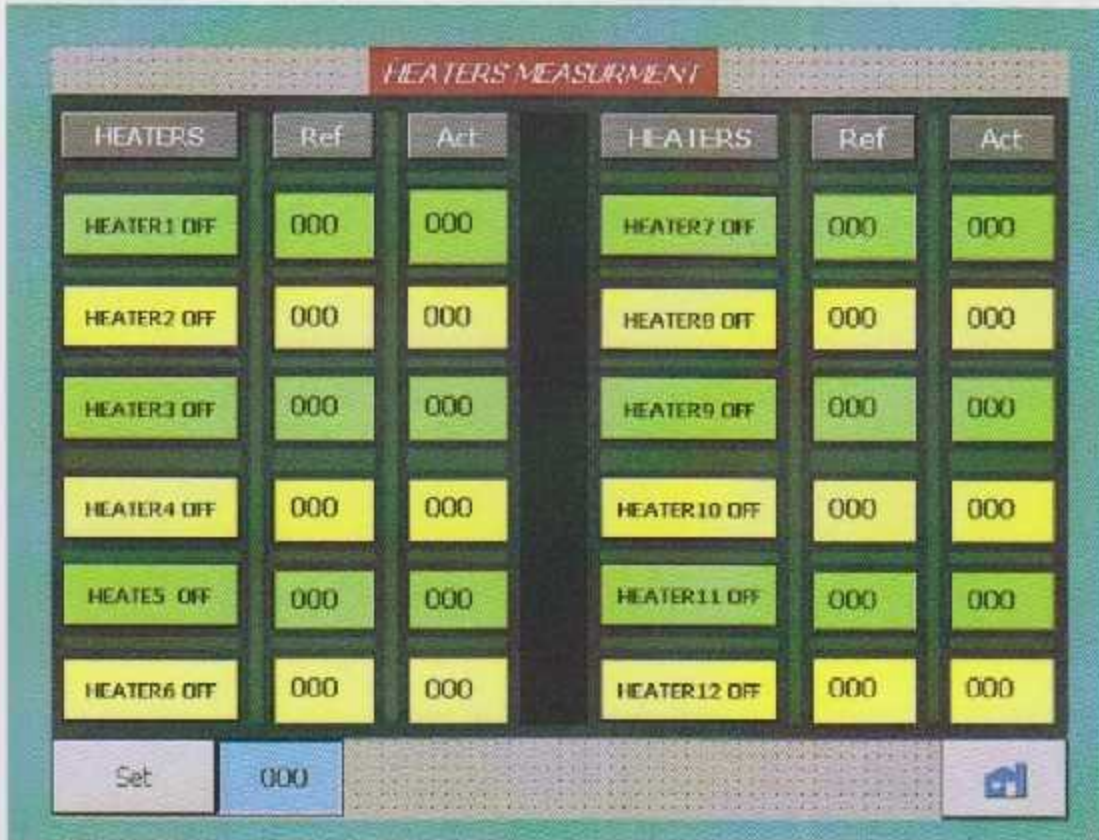 HEATERS MEASURMENT
HEATERS Ref Act HEATERS Ref Act
HEATER1 OFF 000 000 HEATER7 OFF 000 000
HEATER2 OFF 000 000 HEATER8 OFF 000 000
HEATER3 OFF 000 000 HEATER9 OFF 000 000
HEATER4 OFF 000 000 HEATER10 OFF 000 000
HEATE5 OFF 000 000 HEATER11 OFF 000 000
HEATER6 OFF 000 000 HEATER12 OFF 000 000
Set 000